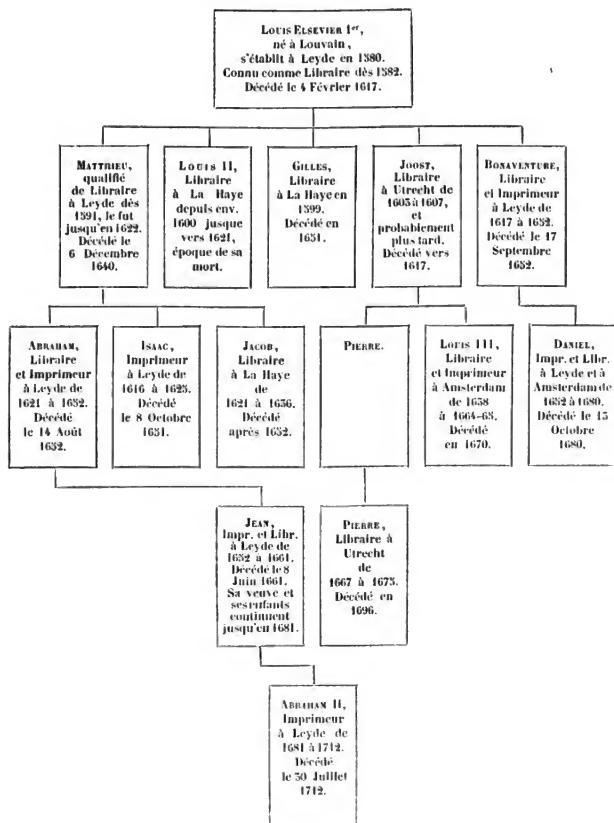 LOUIS ELSEVIER 1er,
né à Louvain,
s'établit à Leyde en 1580.
Connu comme Libraire dès 1582.
Décédé le 4 Février 1617.
MATTHIEU,
qualifié
de Libraire
à Leyde dès
1591, le fut
jusqu'en 1622.
Décédé le
6 Décembre
1640.
LOUIS II,
Libraire
à La Haye
depuis env.
1600 jusque
vers 1621,
époque de sa
mort.
GILLES,
Libraire
à La Haye en
1599.
Décédé en
1651.
JOOST,
Libraire
à Utrecht de
1603 à 1607,
et
probablement
plus tard.
Décédé vers
1617.
BONAVENTURE,
Libraire
et Imprimeur
à Leyde de
1617 à 1652.
Décédé le 17
Septembre
1652.
ABRAHAM,
Libraire
et Imprimeur
à Leyde de
1621 à 1652.
Décédé
le 14 Août
1652.
ISAAC,
Imprimeur
à Leyde de
1616 à 1625.
Décédé
le 8 Octobre
1651.
JACOB,
Libraire
à La Haye
de
1621 à 1636.
Décédé
après 1652.
PIERRE.
LOUIS III,
Libraire
et Imprimeur
à Amsterdam
de 1638
à 1664-65.
Décédé
en 1670.
DANIEL,
Impr. et Libr.
à Leyde et à
Amsterdam de
1652 à 1680.
Décédé le 13
Octobre
1680.
JEAN,
Impr. et Libr.
à Leyde de
1652 à 1661.
Décédé le 8
Juin 1661.
Sa veuve et
ses enfants
continuent
jusqu'en 1681.
PIERRE,
Libraire à
Utrecht
de
1667 à 1675.
Décédé en
1696.
ABRAHAM II,
Imprimeur
à Leyde de
1681 à 1712.
Décédé
le 30 Juillet
1712.